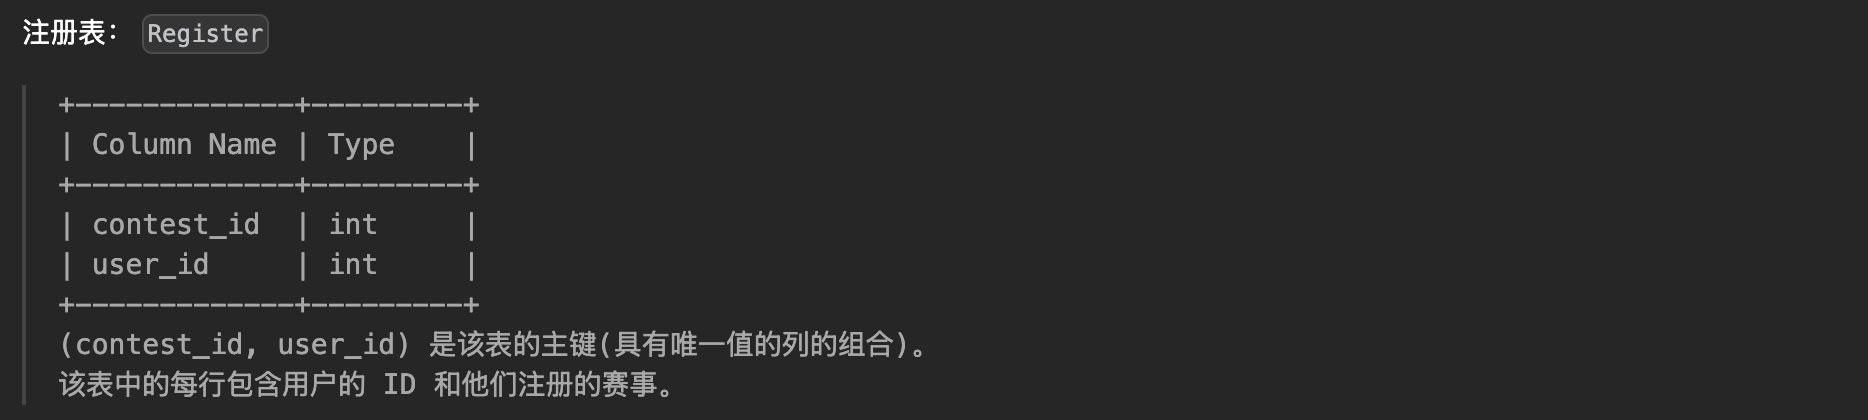 注册表： Register
+-------------+---------+
| Column Name | Type    |
+-------------+---------+
| contest_id  | int     |
| user_id     | int     |
+-------------+---------+
(contest_id, user_id) 是该表的主键(具有唯一值的列的组合)。
该表中的每行包含用户的 ID 和他们注册的赛事。